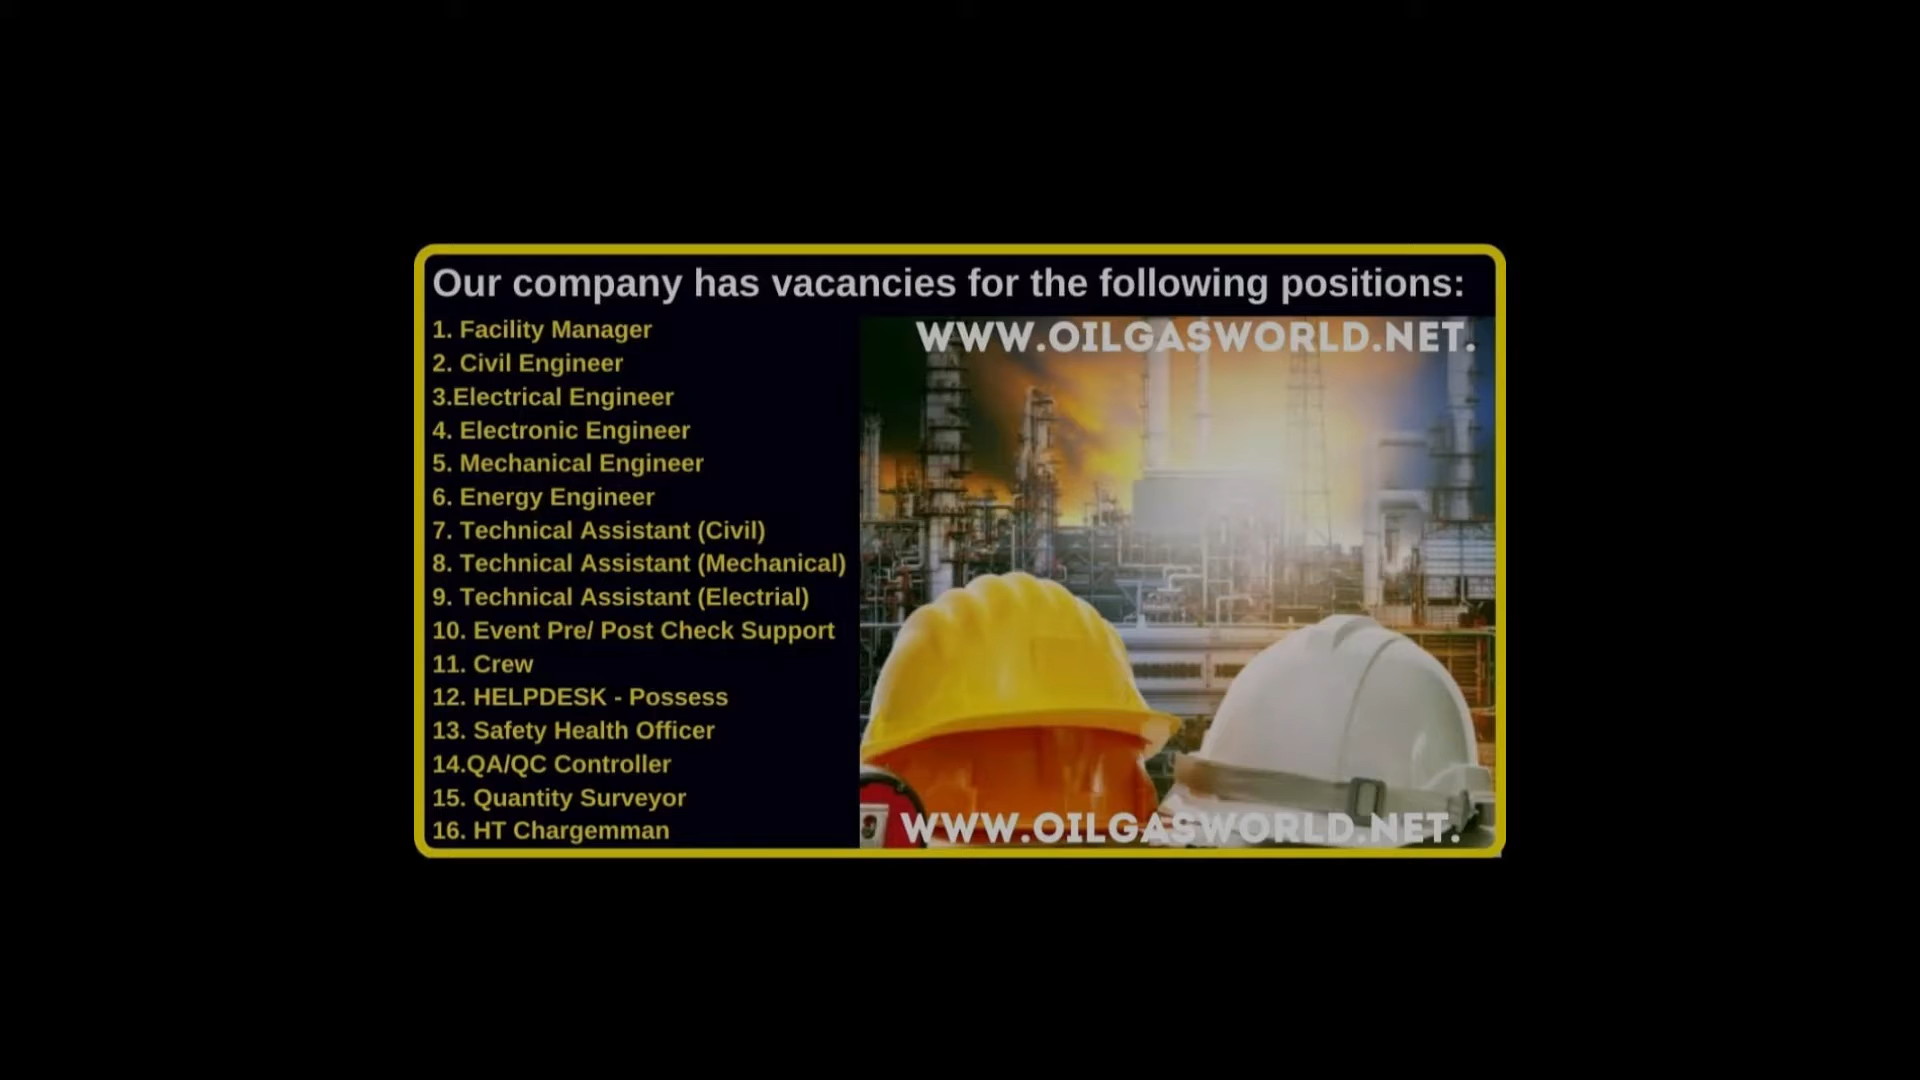 Our company has vacancies for the following positions:
WWW.OILGASWORLD.NET.
1. Facility Manager
2. Civil Engineer
3.Electrical Engineer
4. Electronic Engineer
5. Mechanical Engineer
6. Energy Engineer
7. Technical Assistant (Civil)
8. Technical Assistant (Mechanical)
9. Technical Assistant (Electrial)
10. Event Pre/ Post Check Support
11. Crew
12. HELPDESK - Possess
13. Safety Health Officer
14.QA/QC Controller
15. Quantity Surveyor
16. HT Chargemman
WWW.OILGASWORLD.NET.